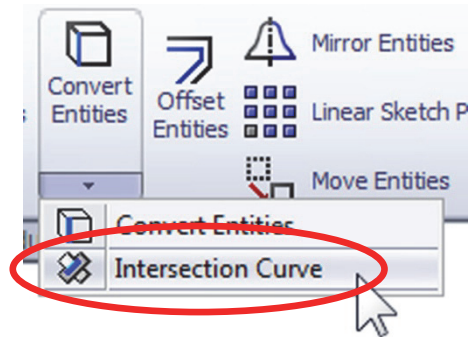 Convert
Entities
Offset
Entities
Mirror Entities
Linear Sketch P
Move Entities
Convert Entities
Intersection Curve